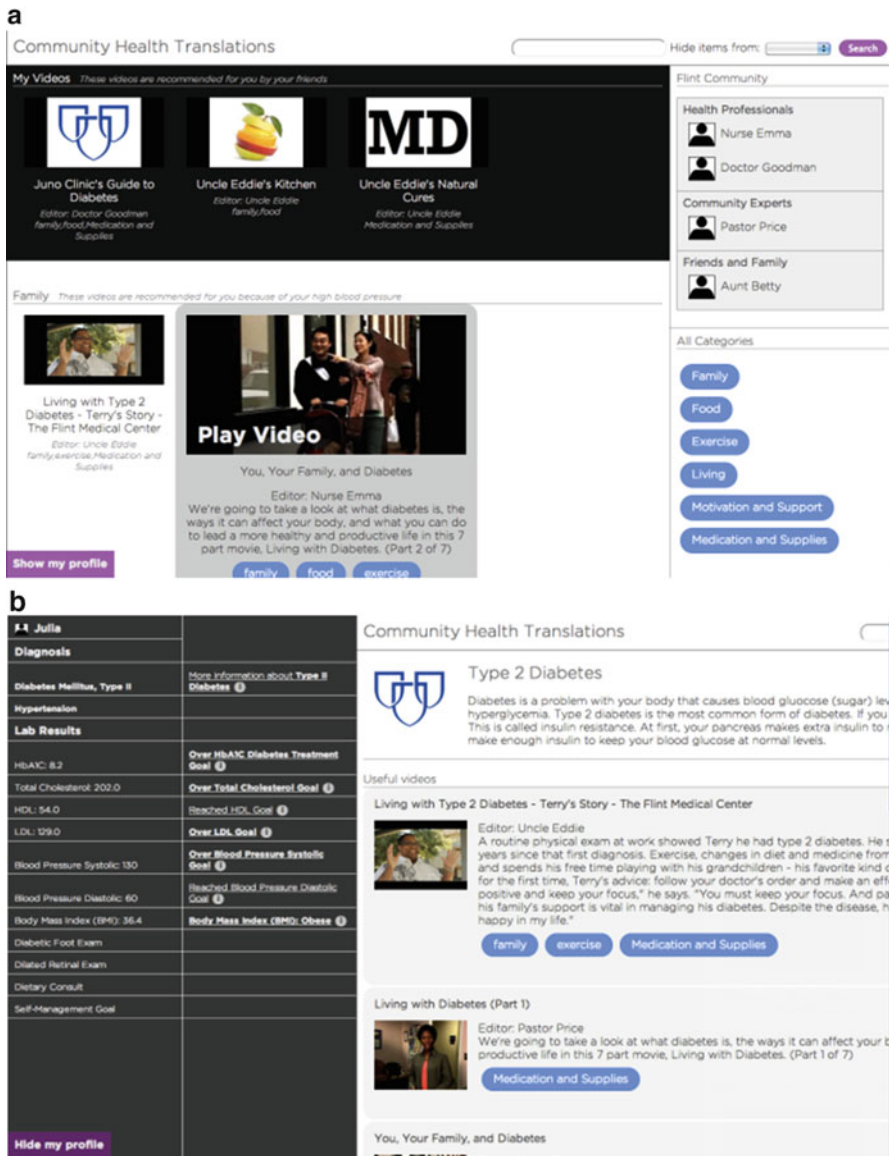 a
Community Health Translations
Hide items from:
Search
My Videos These videos are recommended for you by your friends
Juno Clinic's Guide to
Diabetes
Editor: Doctor Goodman
family,food,Medication and
Supplies
Uncle Eddie's Kitchen
Editor: Uncle Eddie
family,food
MD
Uncle Eddie's Natural
Cures
Editor: Uncle Eddie
Medication and Supplies
Family These videos are recommended for you because of your high blood pressure
Living with Type 2
Diabetes - Terry's Story -
The Flint Medical Center
Editor: Uncle Eddie
family,exercise,Medication and
Supplies
Play Video
You, Your Family, and Diabetes
Editor: Nurse Emma
We're going to take a look at what diabetes is, the
ways it can affect your body, and what you can do
to lead a more healthy and productive life in this 7
part movie, Living with Diabetes. (Part 2 of 7)
family
food
exercise
Show my profile
Flint Community
Health Professionals
Nurse Emma
Doctor Goodman
Community Experts
Pastor Price
Friends and Family
Aunt Betty
All Categories
Family
Food
Exercise
Living
Motivation and Support
Medication and Supplies
b
Julia
Diagnosis
Diabetes Mellitus, Type II
More information about Type II
Diabetes
Hypertension
Lab Results
HbA1C: 8.2
Over HbA1C Diabetes Treatment
Goal
Total Cholesterol: 202.0
Over Total Cholesterol Goal
HDL: 54.0
Reached HDL Goal
LDL: 129.0
Over LDL Goal
Blood Pressure Systolic: 130
Over Blood Pressure Systolic
Goal
Blood Pressure Diastolic: 60
Reached Blood Pressure Diastolic
Goal
Body Mass Index (BMI): 36.4
Body Mass Index (BMI): Obese
Diabetic Foot Exam
Dilated Retinal Exam
Dietary Consult
Self-Management Goal
Hide my profile
Community Health Translations
Type 2 Diabetes
Diabetes is a problem with your body that causes blood gluocose (sugar) lev
hyperglycemia. Type 2 diabetes is the most common form of diabetes. If you
This is called insulin resistance. At first, your pancreas makes extra insulin to
make enough insulin to keep your blood glucose at normal levels.
Useful videos
Living with Type 2 Diabetes - Terry's Story - The Flint Medical Center
Editor: Uncle Eddie
A routine physical exam at work showed Terry he had type 2 diabetes. He s
years since that first diagnosis. Exercise, changes in diet and medicine from
and spends his free time playing with his grandchildren - his favorite kind o
for the first time, Terry's advice: follow your doctor's order and make an eff
positive and keep your focus," he says. "You must keep your focus. And pa
his family's support is vital in managing his diabetes. Despite the disease, h
happy in my life."
family
exercise
Medication and Supplies
Living with Diabetes (Part 1)
Editor: Pastor Price
We're going to take a look at what diabetes is, the ways it can affect your b
productive life in this 7 part movie, Living with Diabetes. (Part 1 of 7)
Medication and Supplies
You, Your Family, and Diabetes